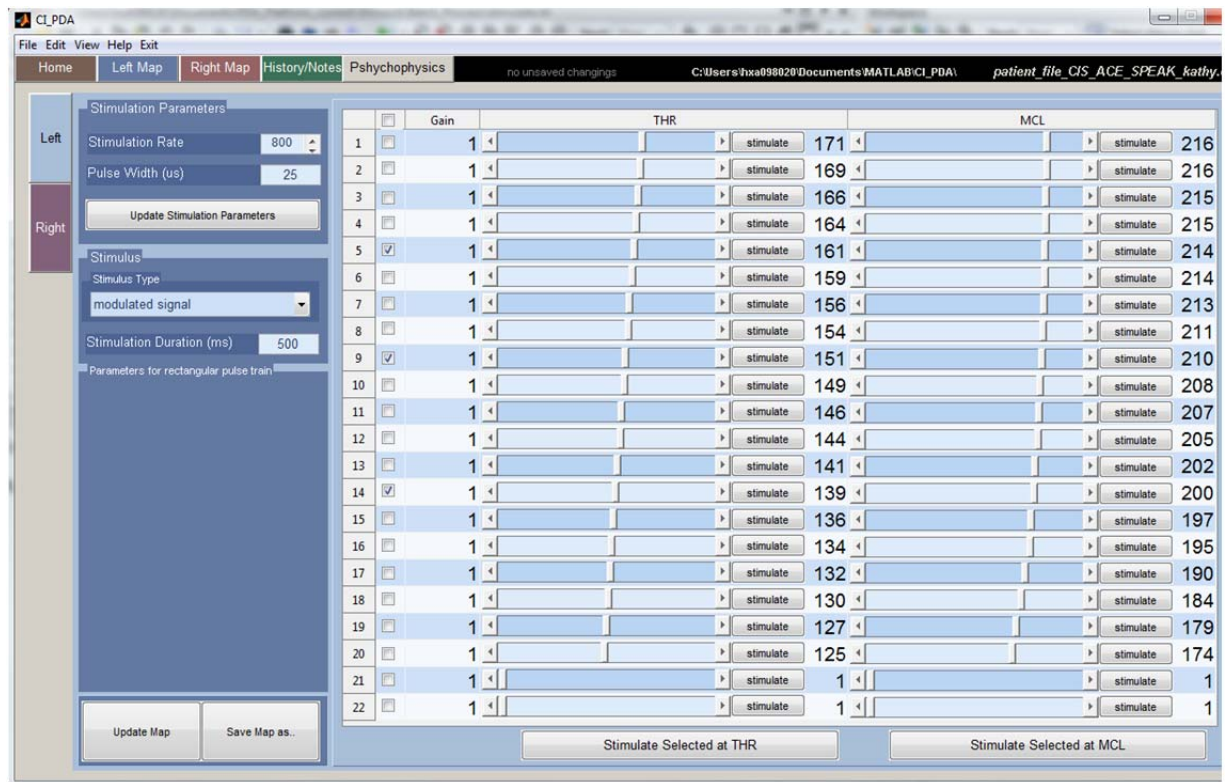 CI_PDA
File Edit View Help Exit
Home Left Map Right Map History/Notes Pshychophysics no unsaved changings C:\Users\hxa098020\Documents\MATLAB\CI_PDA\ patient_file_CIS_ACE_SPEAK_kathy.
Left
Right
Stimulation Parameters
Stimulation Rate 800
Pulse Width (us) 25
Update Stimulation Parameters
Stimulus
Stimulus Type
modulated signal
Stimulation Duration (ms) 500
Parameters for rectangular pulse train
Update Map Save Map as..
Gain THR MCL
1 1 stimulate 171 stimulate 216
2 1 stimulate 169 stimulate 216
3 1 stimulate 166 stimulate 215
4 1 stimulate 164 stimulate 215
5 1 stimulate 161 stimulate 214
6 1 stimulate 159 stimulate 214
7 1 stimulate 156 stimulate 213
8 1 stimulate 154 stimulate 211
9 1 stimulate 151 stimulate 210
10 1 stimulate 149 stimulate 208
11 1 stimulate 146 stimulate 207
12 1 stimulate 144 stimulate 205
13 1 stimulate 141 stimulate 202
14 1 stimulate 139 stimulate 200
15 1 stimulate 136 stimulate 197
16 1 stimulate 134 stimulate 195
17 1 stimulate 132 stimulate 190
18 1 stimulate 130 stimulate 184
19 1 stimulate 127 stimulate 179
20 1 stimulate 125 stimulate 174
21 1 stimulate 1 stimulate 1
22 1 stimulate 1 stimulate 1
Stimulate Selected at THR Stimulate Selected at MCL